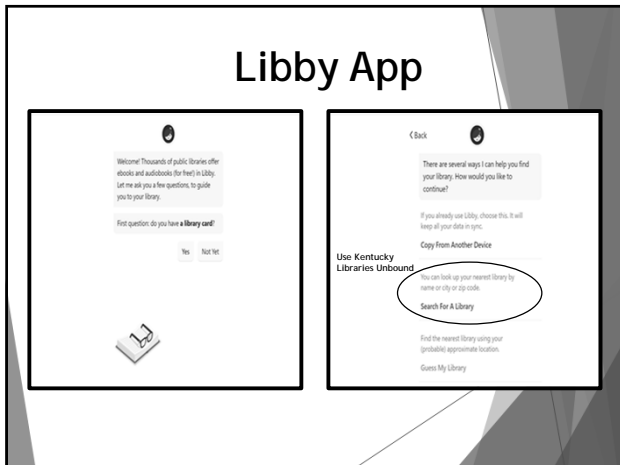 Libby App
Welcome! Thousands of public libraries offer
ebooks and audiobooks (for free!) in Libby.
Let me ask you a few questions, to guide
you to your library.
First question: do you have a library card?
Yes Not Yet
Back
There are several ways I can help you find
your library. How would you like to
continue?
If you already use Libby, choose this. It will
keep all your data in sync.
Copy From Another Device
Use Kentucky
Libraries Unbound
You can look up your nearest library by
name or city or zip code.
Search For A Library
Find the nearest library using your
(probable) approximate location.
Guess My Library